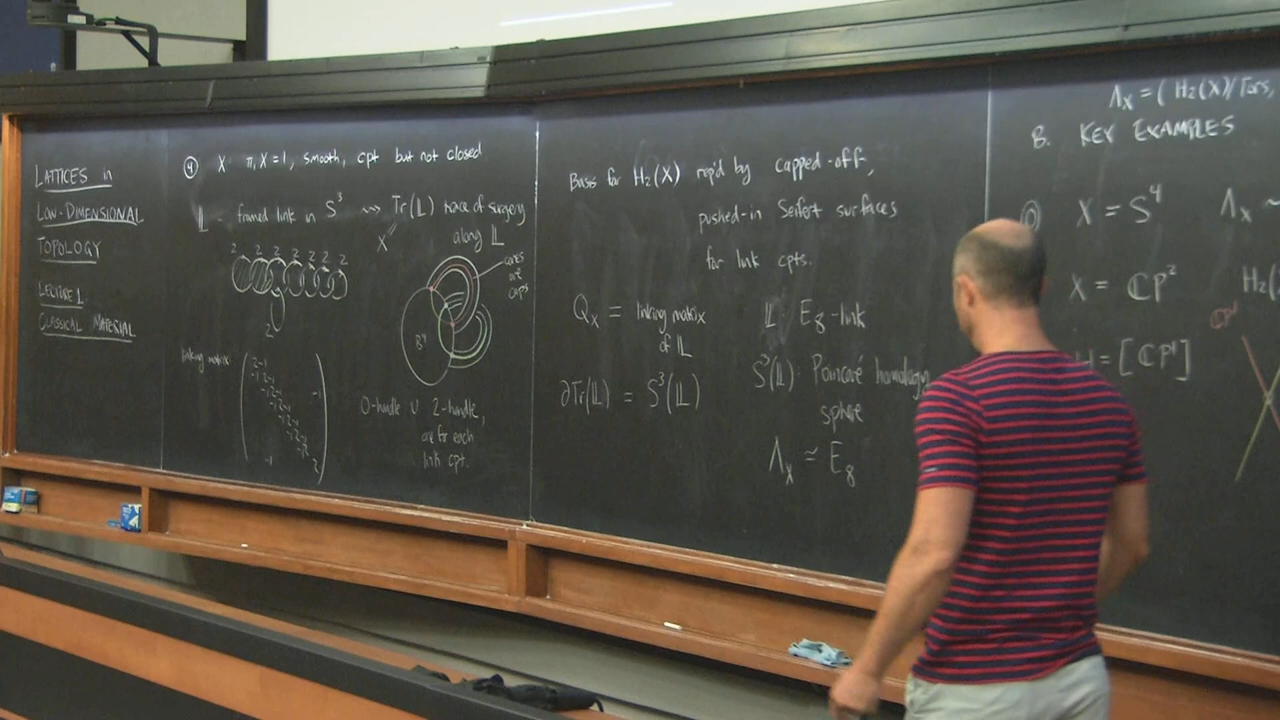 LATTICES in
LOW-DIMENSIONAL
TOPOLOGY
LECTURE 1
CLASSICAL MATERIAL
④ X π₁X = 1, smooth, cpt but not closed
𝕃 - framed link in S³ ⇝ Tr(𝕃) trace of surgery
X along 𝕃
2 2 2 2 2 2 2
2
cores
are
caps
B⁴
linking matrix
0-handle ∪ 2-handle,
one for each
link cpt.
Basis for H₂(X) rep'd by capped-off,
pushed-in Seifert surfaces
for link cpts.
Q_X = linking matrix
of 𝕃
∂Tr(𝕃) = S³(𝕃)
𝕃: E₈-link
S³(𝕃): Poincaré homology
sphere
Λ_X ≃ E₈
Λ_X = (H₂(X)/Tors,
B. KEY EXAMPLES
⓪ X = S⁴ Λ_X
X = ℂP² H₂(
H = [ℂP¹]
ℂP¹